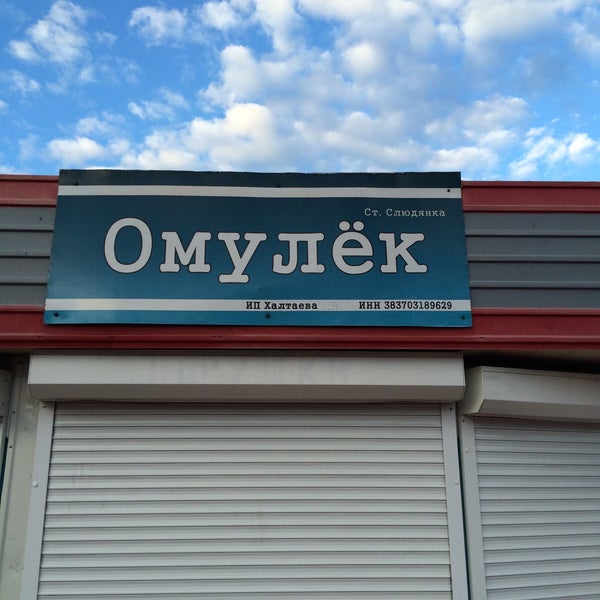 Ст. Слюдянка
Омулёк
ИП Халтаева ИНН 383703189629